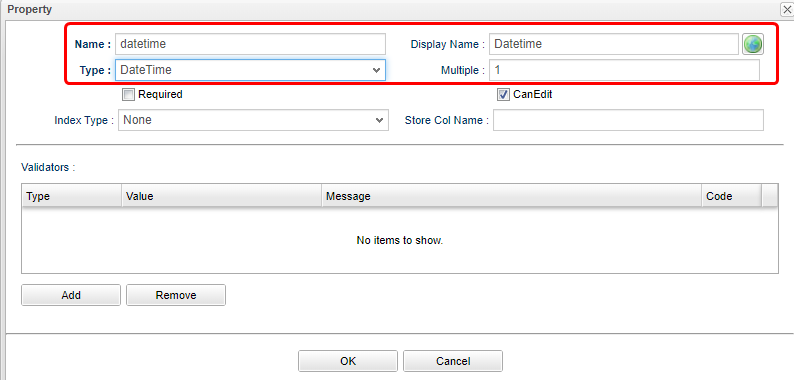 Property
Name : datetime Display Name : Datetime
Type : DateTime Multiple : 1
Required CanEdit
Index Type : None Store Col Name :
Validators :
Type Value Message Code
No items to show.
Add Remove
OK Cancel